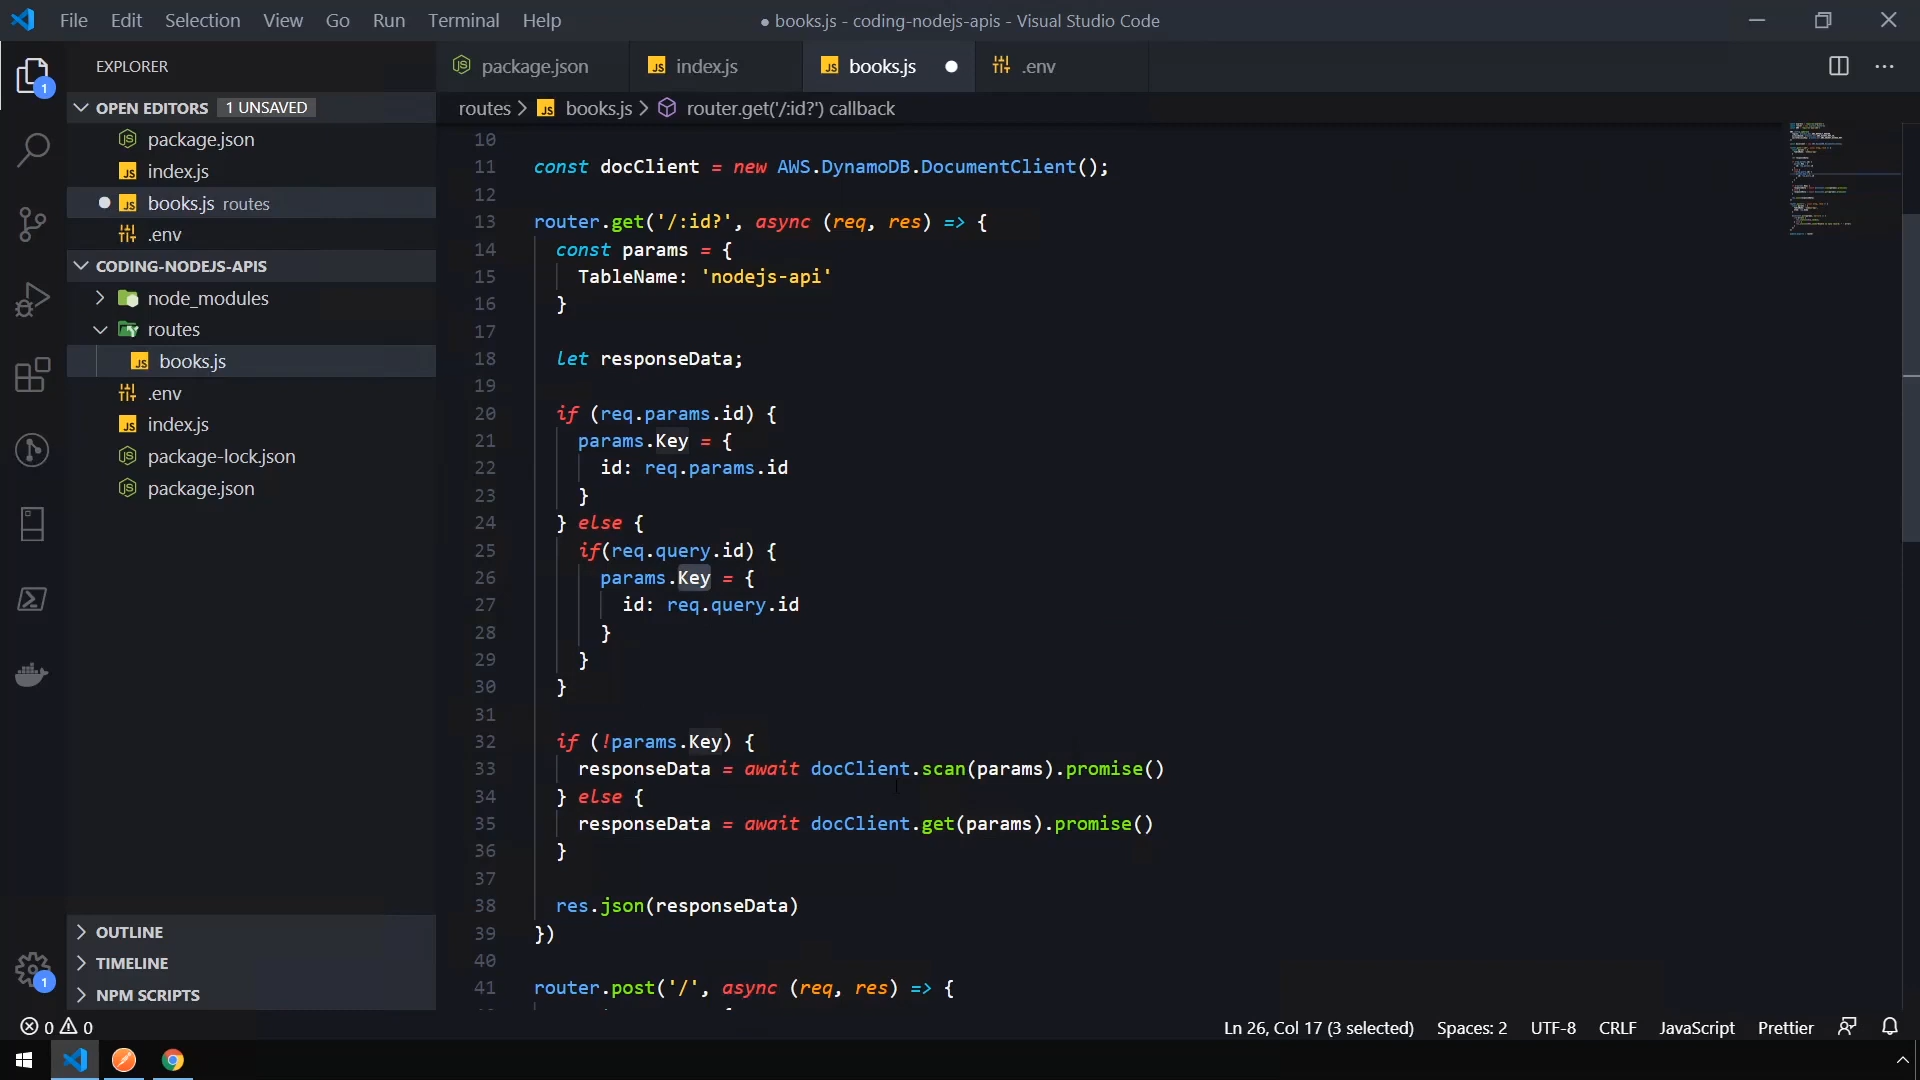 File Edit Selection View Go Run Terminal Help
● books.js - coding-nodejs-apis - Visual Studio Code
EXPLORER
OPEN EDITORS 1 UNSAVED
package.json
index.js
books.js routes
.env
CODING-NODEJS-APIS
node_modules
routes
books.js
.env
index.js
package-lock.json
package.json
OUTLINE
TIMELINE
NPM SCRIPTS
1
1
package.json index.js books.js .env
routes > books.js > router.get('/:id?') callback
10
11 const docClient = new AWS.DynamoDB.DocumentClient();
12
13 router.get('/:id?', async (req, res) => {
14 const params = {
15 TableName: 'nodejs-api'
16 }
17
18 let responseData;
19
20 if (req.params.id) {
21 params.Key = {
22 id: req.params.id
23 }
24 } else {
25 if(req.query.id) {
26 params.Key = {
27 id: req.query.id
28 }
29 }
30 }
31
32 if (!params.Key) {
33 responseData = await docClient.scan(params).promise()
34 } else {
35 responseData = await docClient.get(params).promise()
36 }
37
38 res.json(responseData)
39 })
40
41 router.post('/', async (req, res) => {
0 0 Ln 26, Col 17 (3 selected) Spaces: 2 UTF-8 CRLF JavaScript Prettier